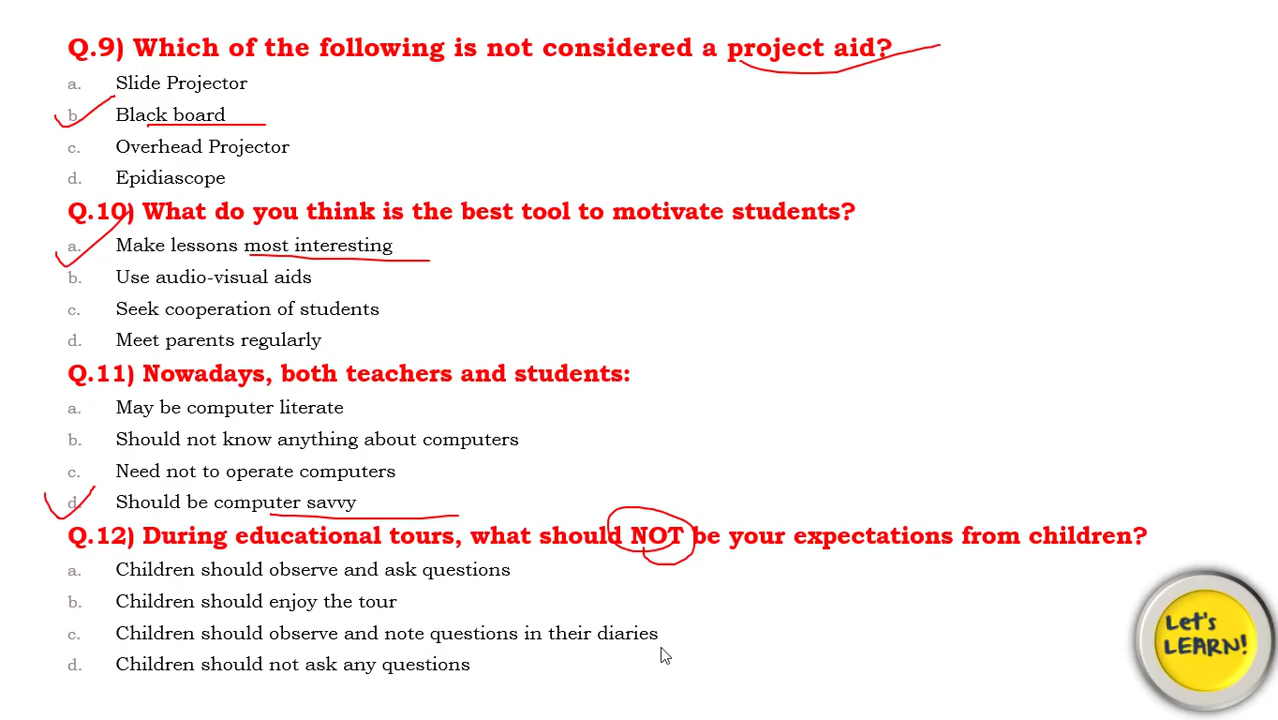 Q.9) Which of the following is not considered a project aid?
a. Slide Projector
b. Black board
c. Overhead Projector
d. Epidiascope
Q.10) What do you think is the best tool to motivate students?
a. Make lessons most interesting
b. Use audio-visual aids
c. Seek cooperation of students
d. Meet parents regularly
Q.11) Nowadays, both teachers and students:
a. May be computer literate
b. Should not know anything about computers
c. Need not to operate computers
d. Should be computer savvy
Q.12) During educational tours, what should NOT be your expectations from children?
a. Children should observe and ask questions
b. Children should enjoy the tour
c. Children should observe and note questions in their diaries
d. Children should not ask any questions
Let's
LEARN!